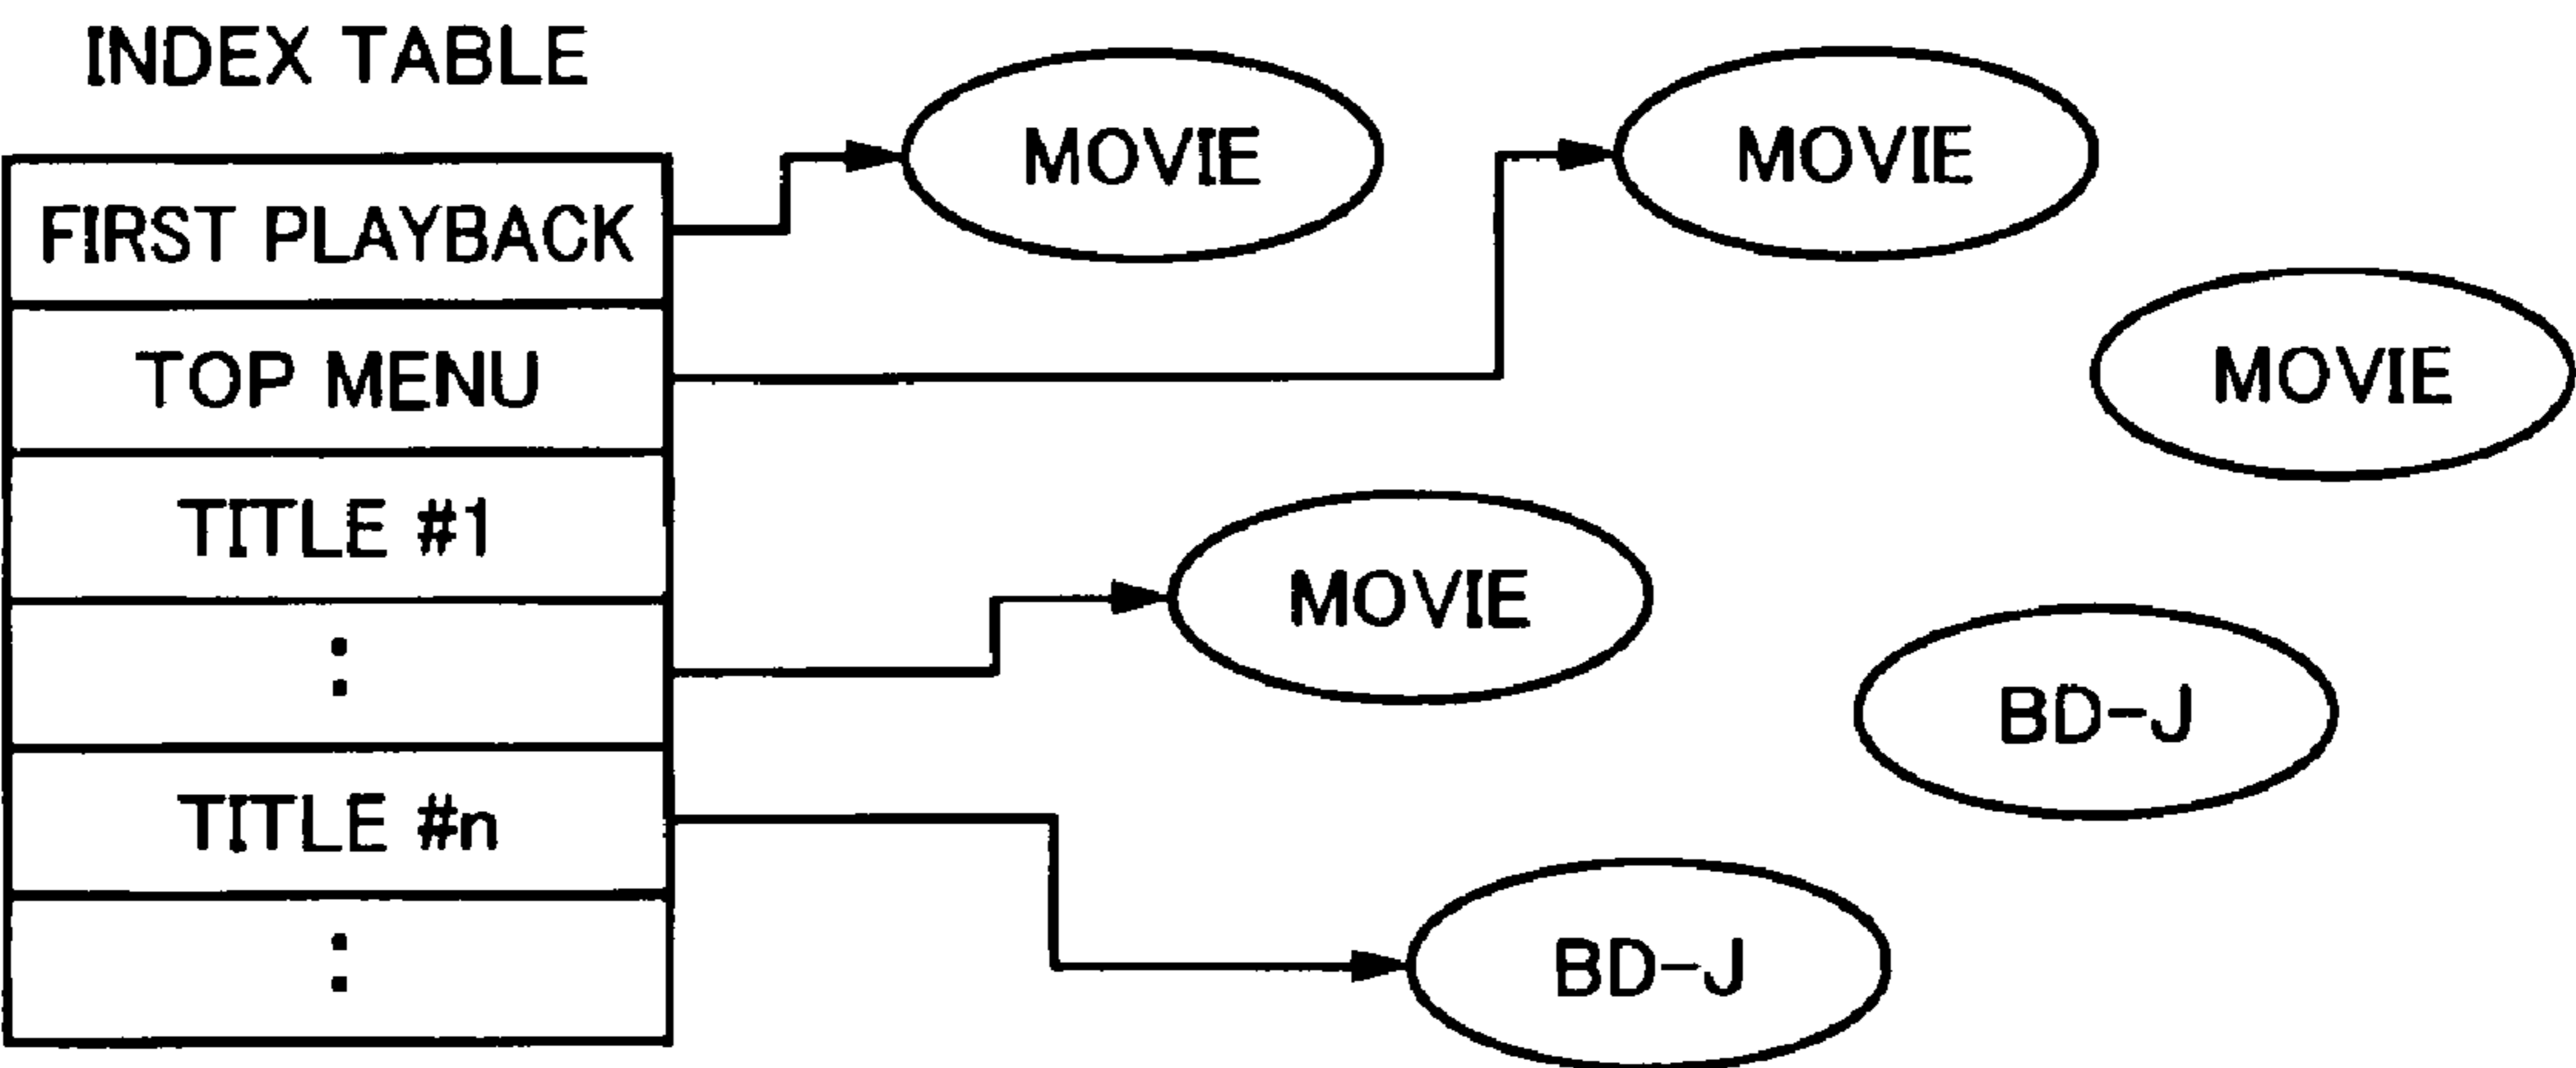 INDEX TABLE
FIRST PLAYBACK
TOP MENU
TITLE #1
:
TITLE #n
:
MOVIE
MOVIE
MOVIE
MOVIE
BD-J
BD-J